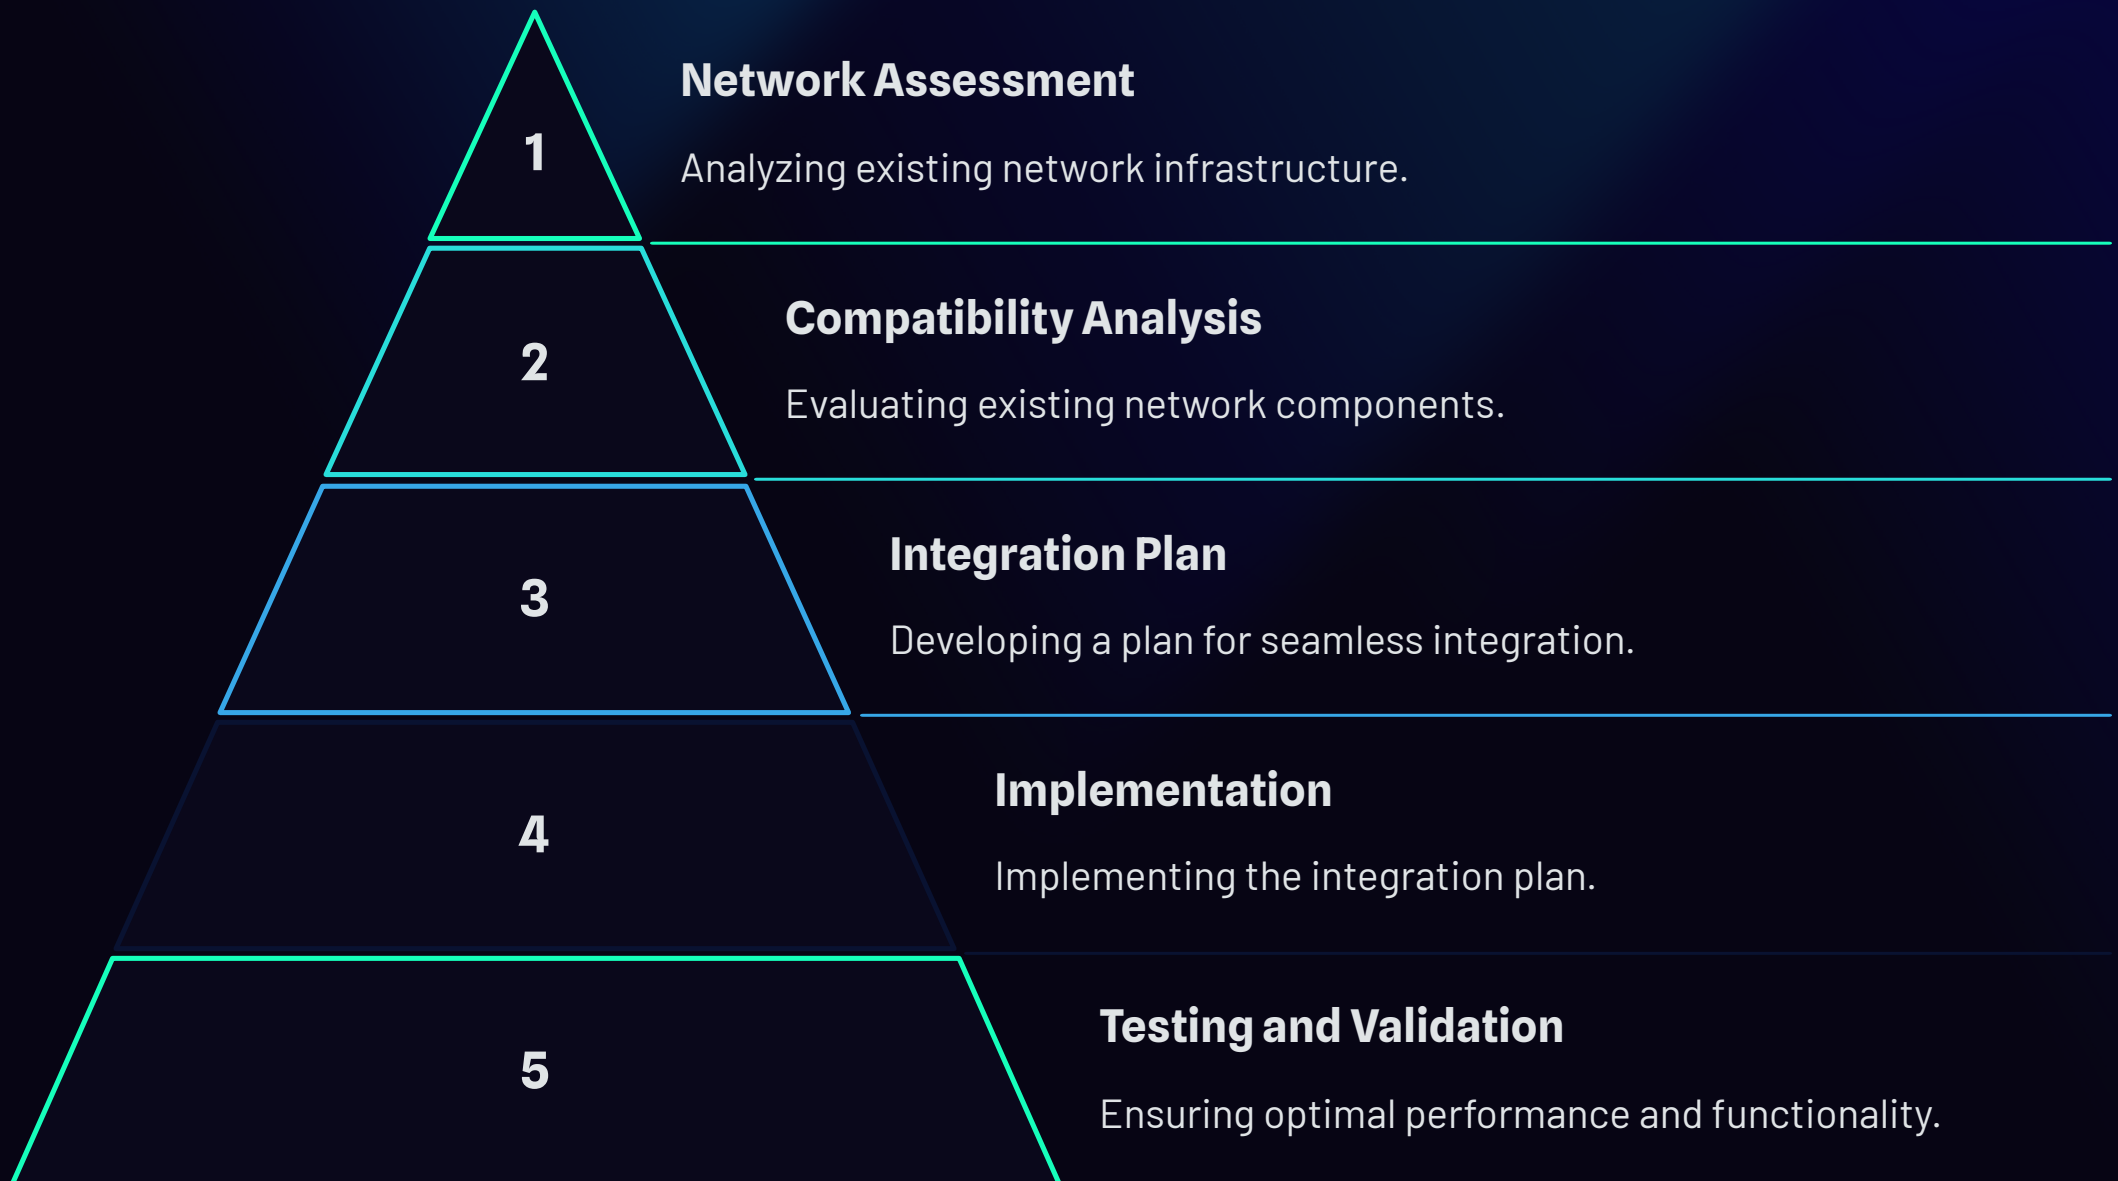 1
Network Assessment
Analyzing existing network infrastructure.
2
Compatibility Analysis
Evaluating existing network components.
3
Integration Plan
Developing a plan for seamless integration.
4
Implementation
Implementing the integration plan.
5
Testing and Validation
Ensuring optimal performance and functionality.